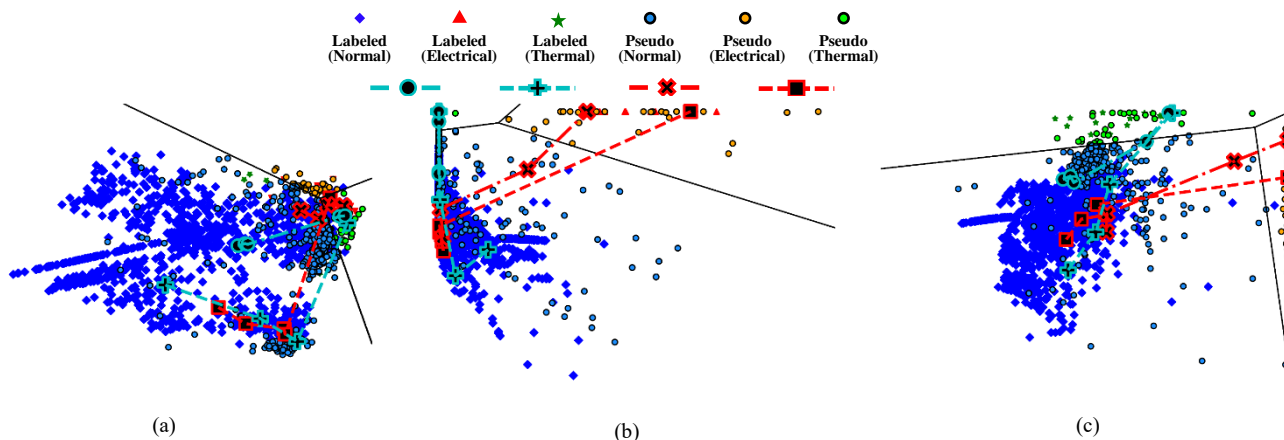 Labeled Labeled Labeled Pseudo Pseudo Pseudo
(Normal) (Electrical) (Thermal) (Normal) (Electrical) (Thermal)
(a) (b) (c)